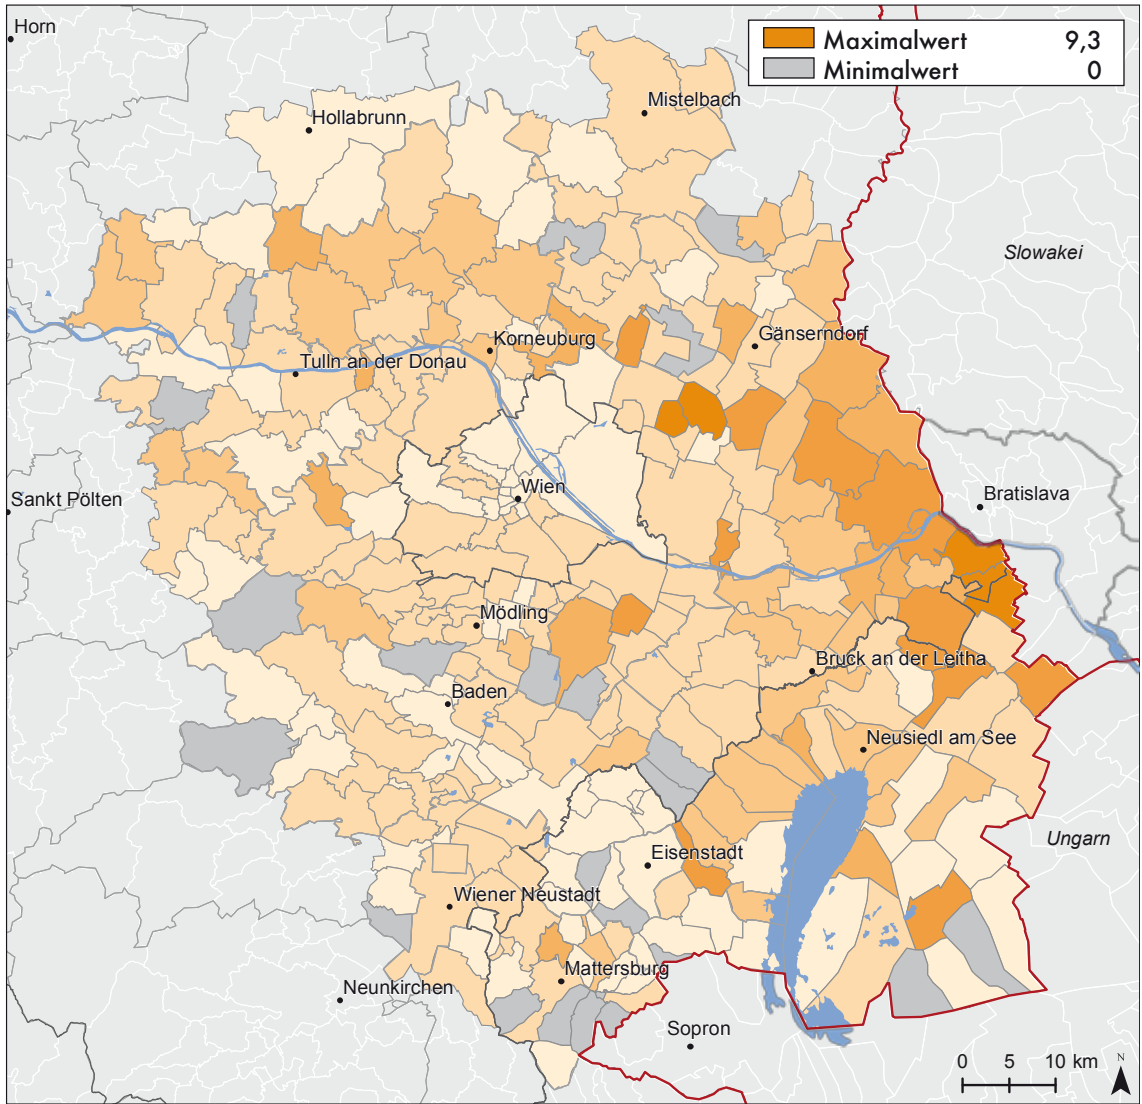 Horn
Maximalwert 9,3
Minimalwert 0
Mistelbach
Hollabrunn
Slowakei
Gänserndorf
Korneuburg
Tulln an der Donau
Wien
Sankt Pölten
Bratislava
Mödling
Bruck an der Leitha
Baden
Neusiedl am See
Ungarn
Eisenstadt
Wiener Neustadt
Mattersburg
Neunkirchen
Sopron
0 5 10 km
N